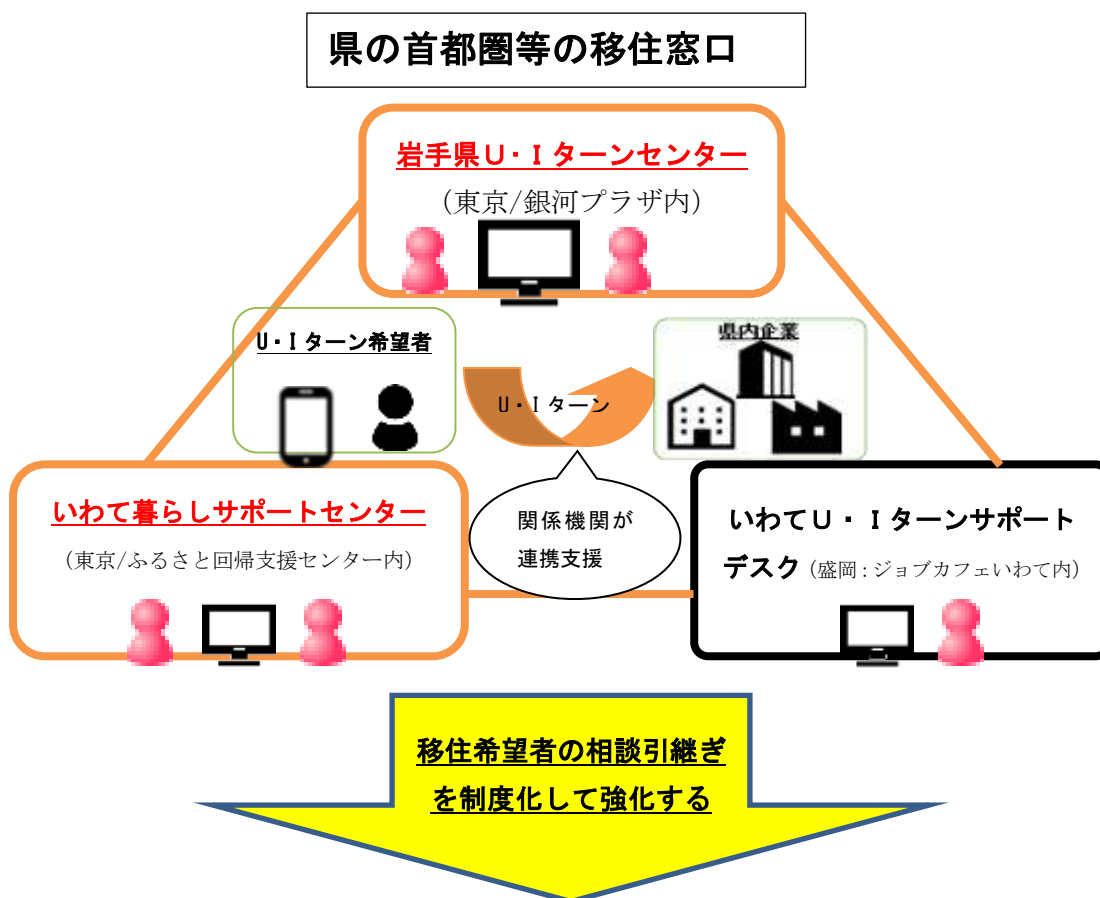 県の首都圏等の移住窓口
岩手県U・Iターンセンター
（東京/銀河プラザ内）
U・Iターン希望者
県内企業
U・Iターン
いわて暮らしサポートセンター
（東京/ふるさと回帰支援センター内）
関係機関が
連携支援
いわてU・Iターンサポート
デスク（盛岡：ジョブカフェいわて内）
移住希望者の相談引継ぎ
を制度化して強化する